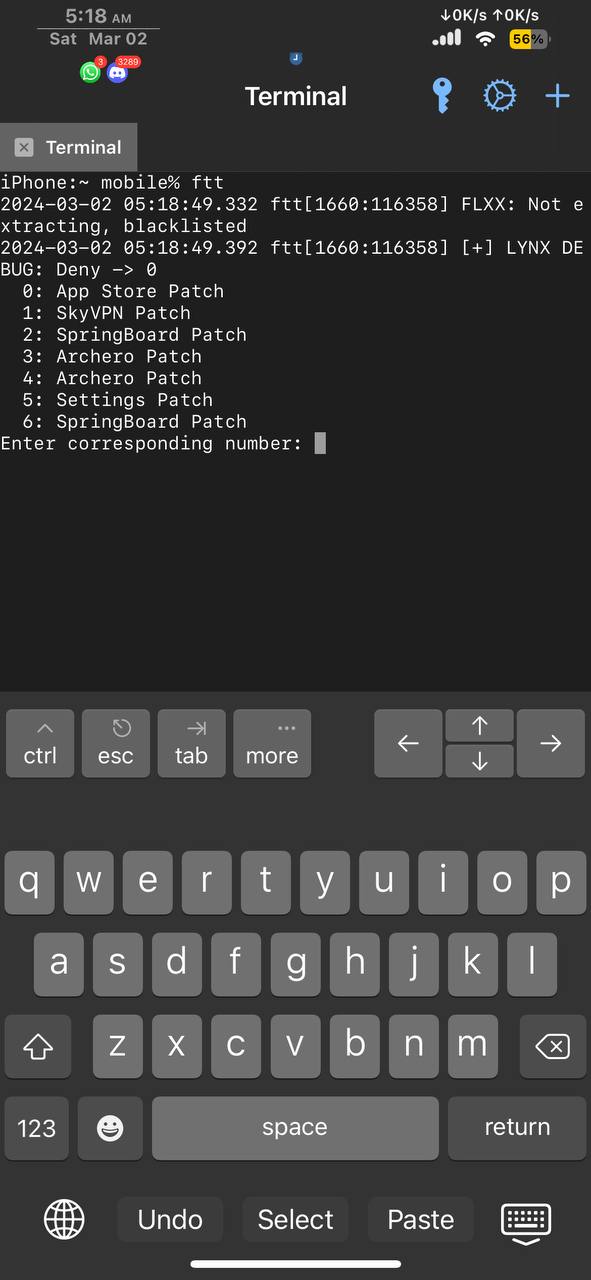 5:18 AM
Sat Mar 02
↓0K/s ↑0K/s
56%
3
3289
J
Terminal
Terminal
iPhone:~ mobile% ftt
2024-03-02 05:18:49.332 ftt[1660:116358] FLXX: Not e
xtracting, blacklisted
2024-03-02 05:18:49.392 ftt[1660:116358] [+] LYNX DE
BUG: Deny -> 0
0: App Store Patch
1: SkyVPN Patch
2: SpringBoard Patch
3: Archero Patch
4: Archero Patch
5: Settings Patch
6: SpringBoard Patch
Enter corresponding number:
ctrl esc tab more
q w e r t y u i o p
a s d f g h j k l
z x c v b n m
123 space return
Undo Select Paste